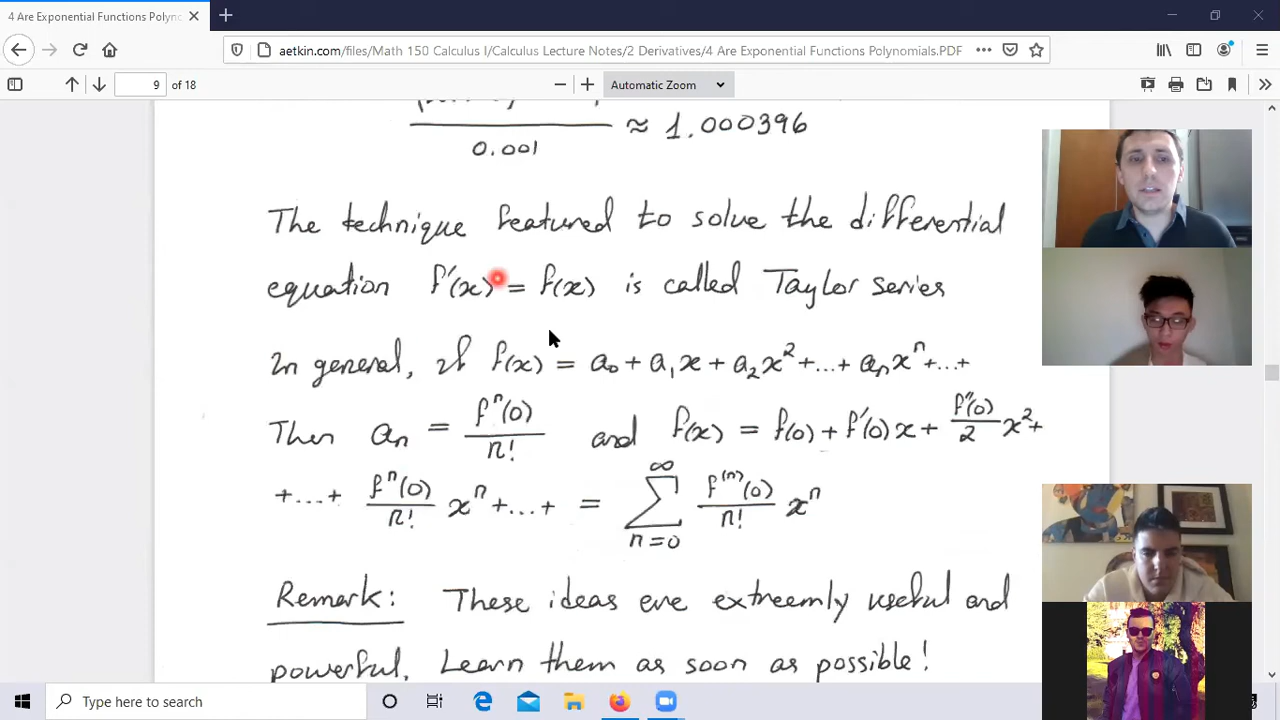 4 Are Exponential Functions Polync
aetkin.com/files/Math 150 Calculus I/Calculus Lecture Notes/2 Derivatives/4 Are Exponential Functions Polynomials.PDF
9 of 18
Automatic Zoom
0.001 ≈ 1.000396
The technique featured to solve the differential
equation f'(x) = f(x) is called Taylor series
In general, if f(x) = a₀ + a₁x + a₂x² +...+ aₙxⁿ+...+
Then aₙ = fⁿ(0)/n! and f(x) = f(0) + f'(0)x + f''(0)/2 x² +
+...+ fⁿ(0)/n! xⁿ +...+ = ∑ n=0 ∞ f⁽ⁿ⁾(0)/n! xⁿ
Remark: These ideas are extreemly useful and
powerful. Learn them as soon as possible!
Type here to search